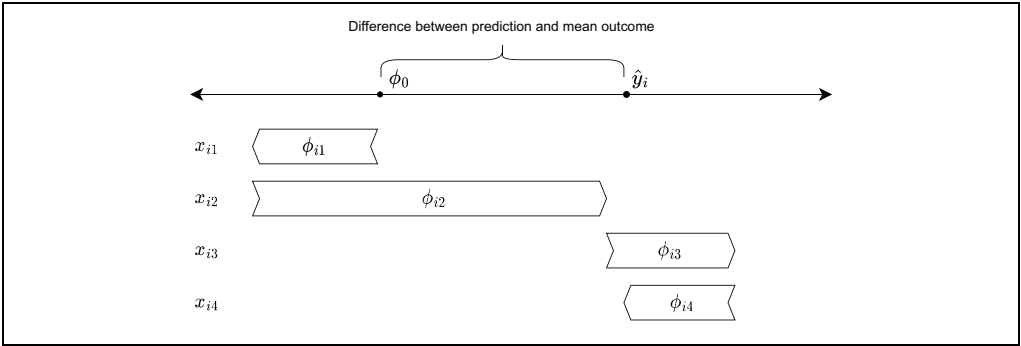 Difference between prediction and mean outcome
ϕ₀ ŷᵢ
xᵢ₁ ϕᵢ₁
xᵢ₂ ϕᵢ₂
xᵢ₃ ϕᵢ₃
xᵢ₄ ϕᵢ₄